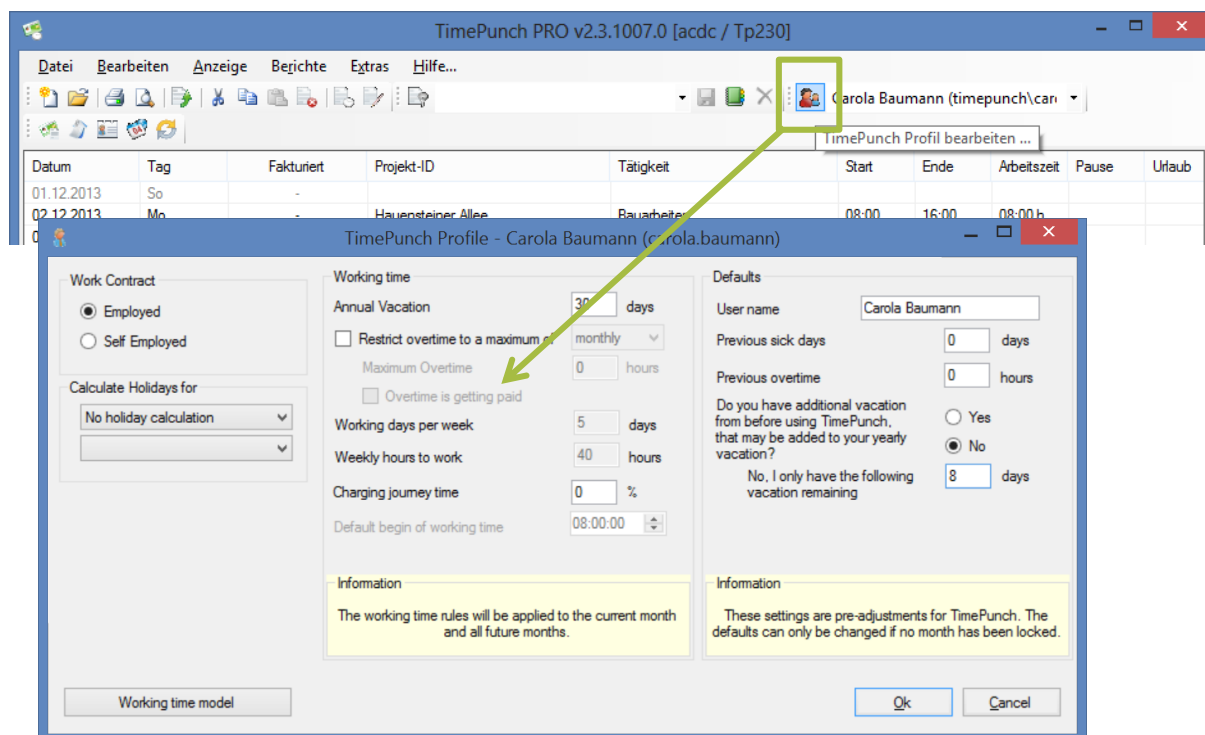 TimePunch PRO v2.3.1007.0 [acdc / Tp230]
Datei Bearbeiten Anzeige Berichte Extras Hilfe...
Carola Baumann (timepunch\car
TimePunch Profil bearbeiten ...
Datum Tag Fakturiert Projekt-ID Tätigkeit Start Ende Arbeitszeit Pause Urlaub
01.12.2013 So -
02.12.2013 Mo - Hauensteiner Allee Bauarbeiten 08:00 16:00 08:00 h
TimePunch Profile - Carola Baumann (carola.baumann)
Work Contract
Employed
Self Employed
Calculate Holidays for
No holiday calculation
Working time
Annual Vacation 30 days
Restrict overtime to a maximum of monthly
Maximum Overtime 0 hours
Overtime is getting paid
Working days per week 5 days
Weekly hours to work 40 hours
Charging journey time 0 %
Default begin of working time 08:00:00
Information
The working time rules will be applied to the current month
and all future months.
Defaults
User name Carola Baumann
Previous sick days 0 days
Previous overtime 0 hours
Do you have additional vacation
from before using TimePunch,
that may be added to your yearly
vacation?
Yes
No
No, I only have the following
vacation remaining
8 days
Information
These settings are pre-adjustments for TimePunch. The
defaults can only be changed if no month has been locked.
Working time model Ok Cancel